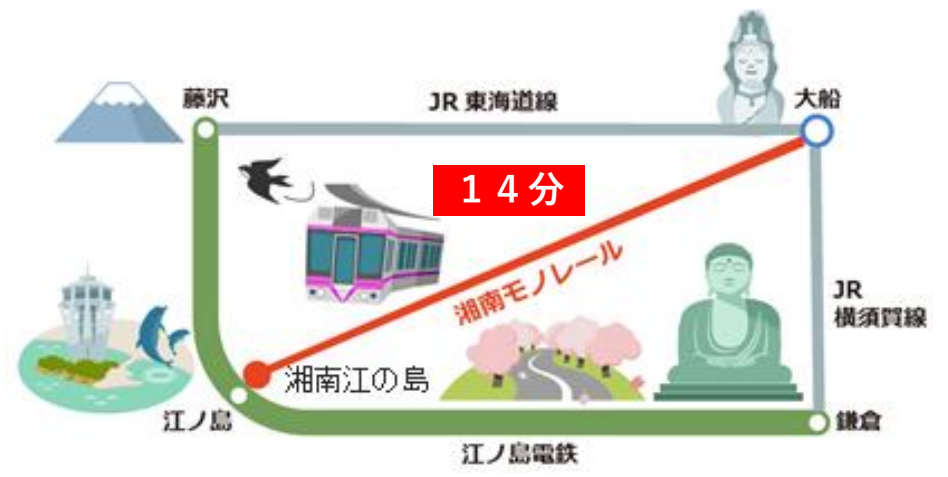 藤沢
JR 東海道線
大船
１４分
湘南モノレール
JR
横須賀線
湘南江の島
江ノ島
鎌倉
江ノ島電鉄